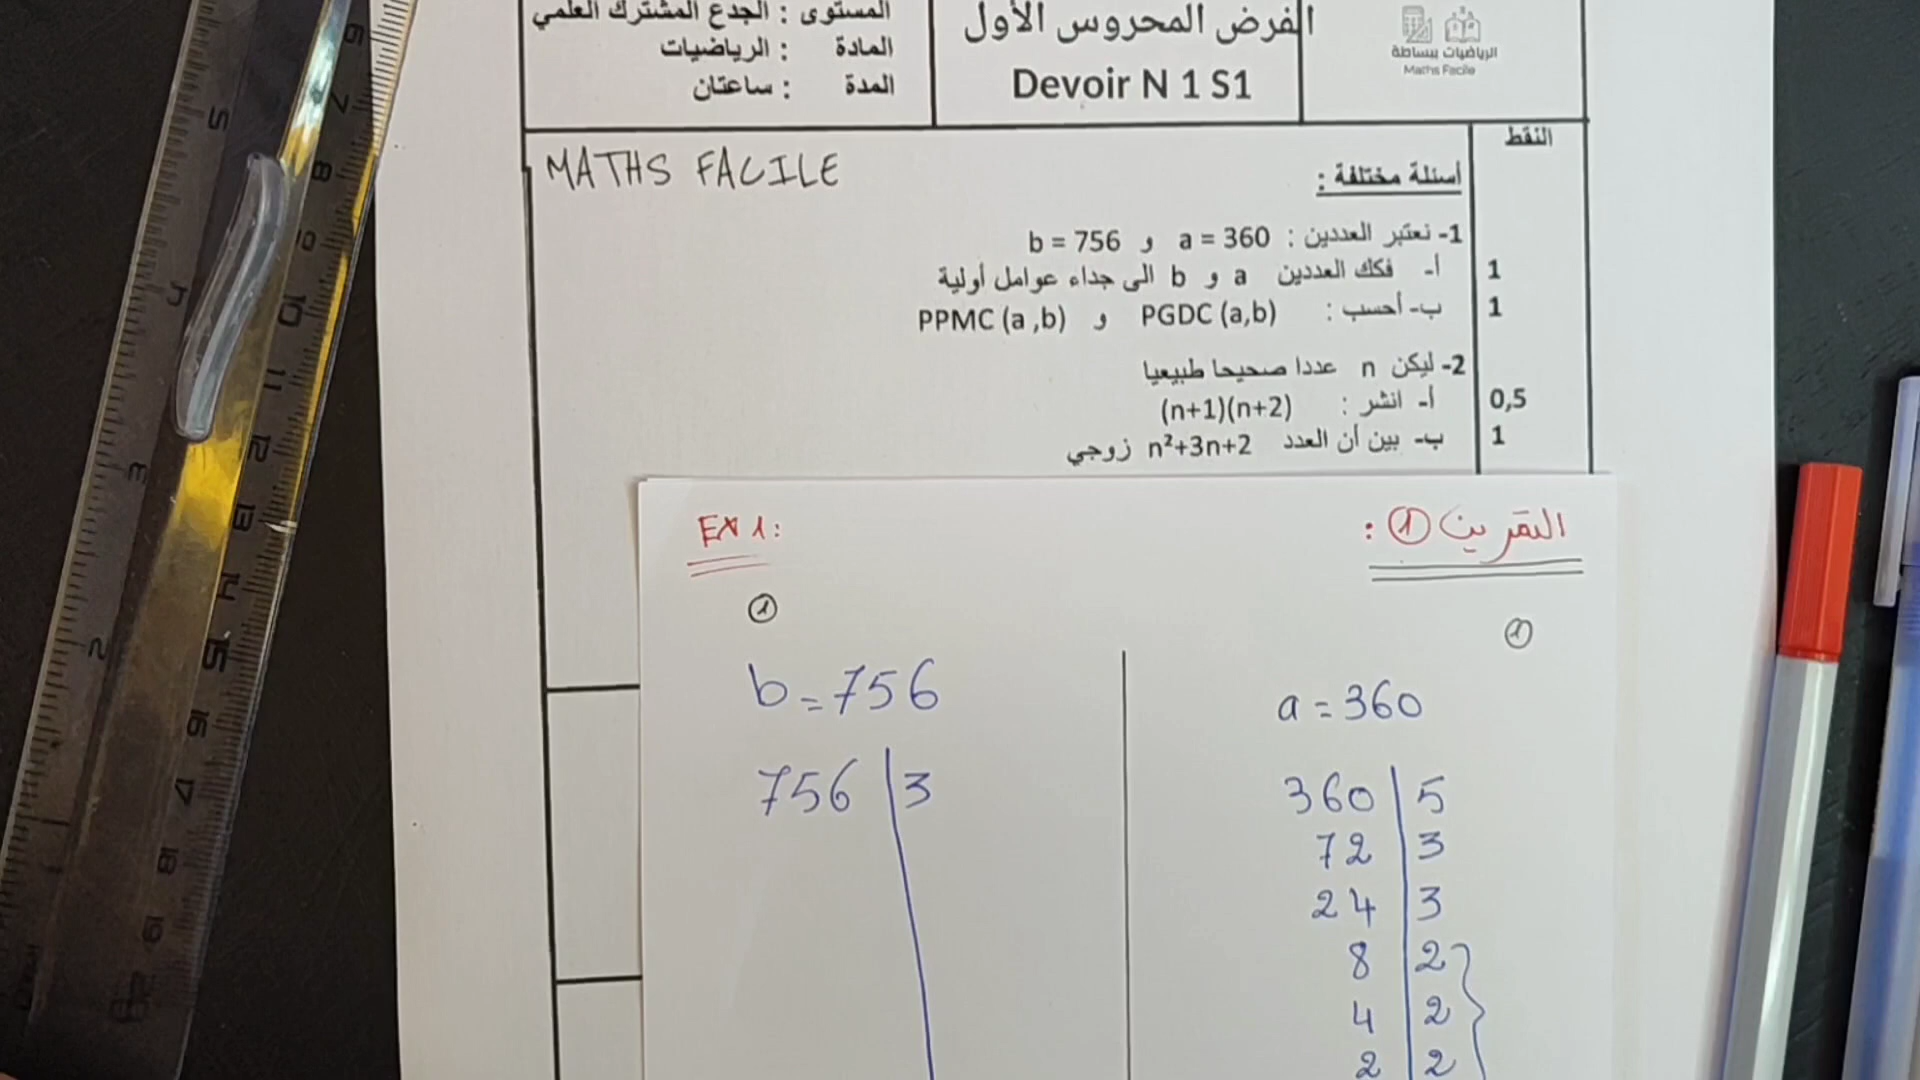 المستوى : الجدع المشترك العلمي
المادة : الرياضيات
المدة : ساعتان
الفرض المحروس الأول
Devoir N 1 S1
الرياضيات ببساطة
Maths Facile
النقط
MATHS FACILE
أسئلة مختلفة :
1- نعتبر العددين : a = 360 و b = 756
أ- فكك العددين a و b الى جداء عوامل أولية 1
ب- أحسب : PGDC (a,b) و PPMC (a ,b) 1
2- ليكن n عددا صحيحا طبيعيا
أ- انشر : (n+1)(n+2) 0,5
ب- بين أن العدد n²+3n+2 زوجي 1
التمرين ① :
EX 1 :
①
b = 756
756 | 3
①
a = 360
360 | 5
72 | 3
24 | 3
8 | 2
4 | 2
2 | 2